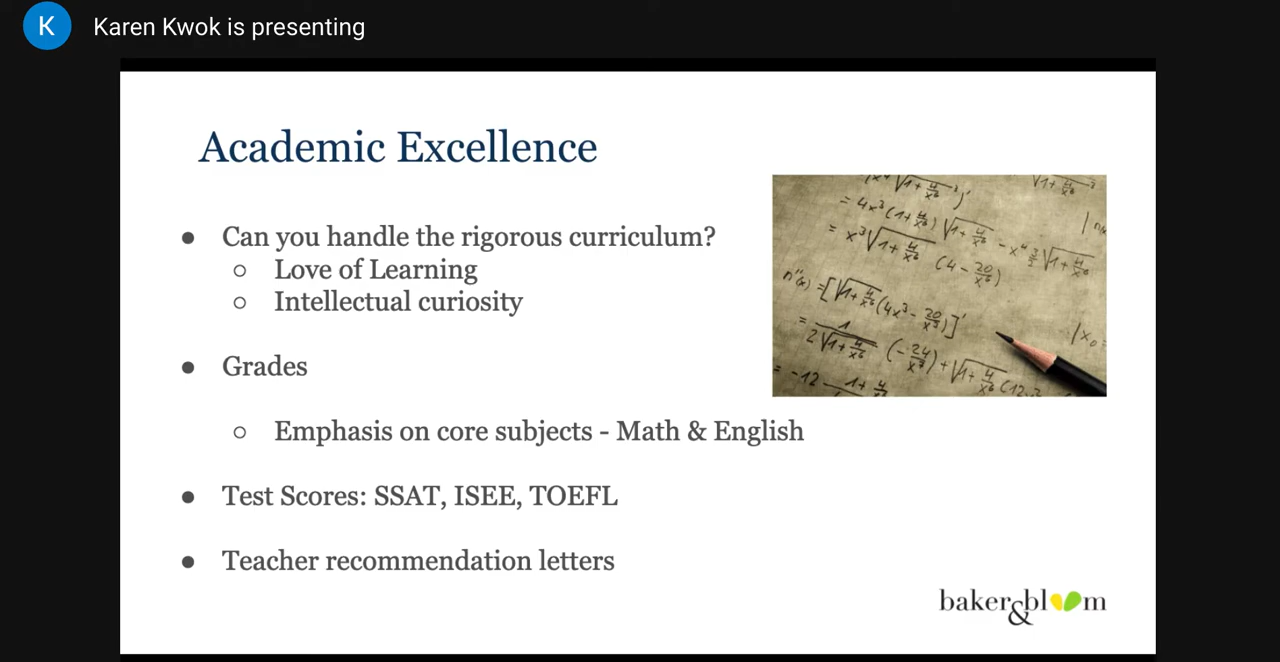 K
Karen Kwok is presenting
Academic Excellence
● Can you handle the rigorous curriculum?
○ Love of Learning
○ Intellectual curiosity
● Grades
○ Emphasis on core subjects - Math & English
● Test Scores: SSAT, ISEE, TOEFL
● Teacher recommendation letters
baker&bloom